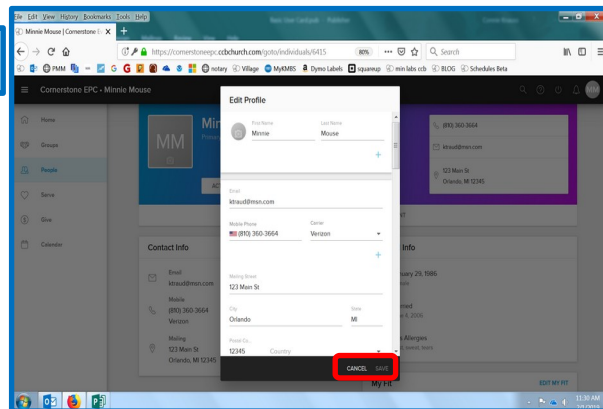 File Edit View History Bookmarks Tools Help
Minnie Mouse | Cornerstone E
https://cornerstoneepc.ccbchurch.com/goto/individuals/6415
80%
Search
PMM
notary
Village
MyKMBS
Dymo Labels
squareup
min labs ccb
BLOG
Schedules Beta
Cornerstone EPC • Minnie Mouse
MM
Home
Groups
People
Serve
Give
Calendar
MM
Min
(810) 360-3664
ktraud@msn.com
123 Main St
Orlando, MI 12345
Contact Info
Email
ktraud@msn.com
Mobile
(810) 360-3664
Verizon
Mailing
123 Main St
Orlando, MI 12345
Edit Profile
First Name
Minnie
Last Name
Mouse
+
Email
ktraud@msn.com
Mobile Phone
Carrier
(810) 360-3664
Verizon
+
Mailing Street
123 Main St
City
State
Orlando
MI
Postal Co...
12345
Country
CANCEL SAVE
Info
My Fit
EDIT MY FIT
11:30 AM